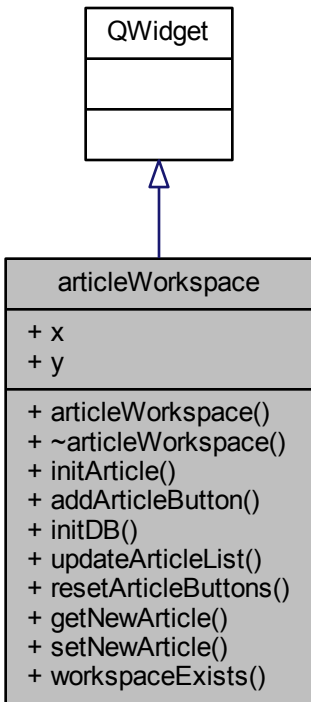 QWidget
articleWorkspace
+ x
+ y
+ articleWorkspace()
+ ~articleWorkspace()
+ initArticle()
+ addArticleButton()
+ initDB()
+ updateArticleList()
+ resetArticleButtons()
+ getNewArticle()
+ setNewArticle()
+ workspaceExists()